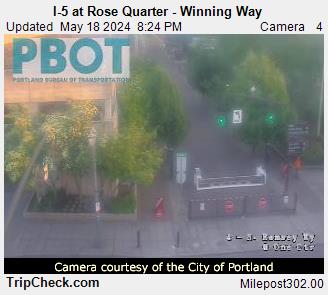 I-5 at Rose Quarter - Winning Way
Updated May 18 2024 8:24 PM Camera 4
PBOT
PORTLAND BUREAU OF TRANSPORTATION
Camera courtesy of the City of Portland
TripCheck.com Milepost302.00